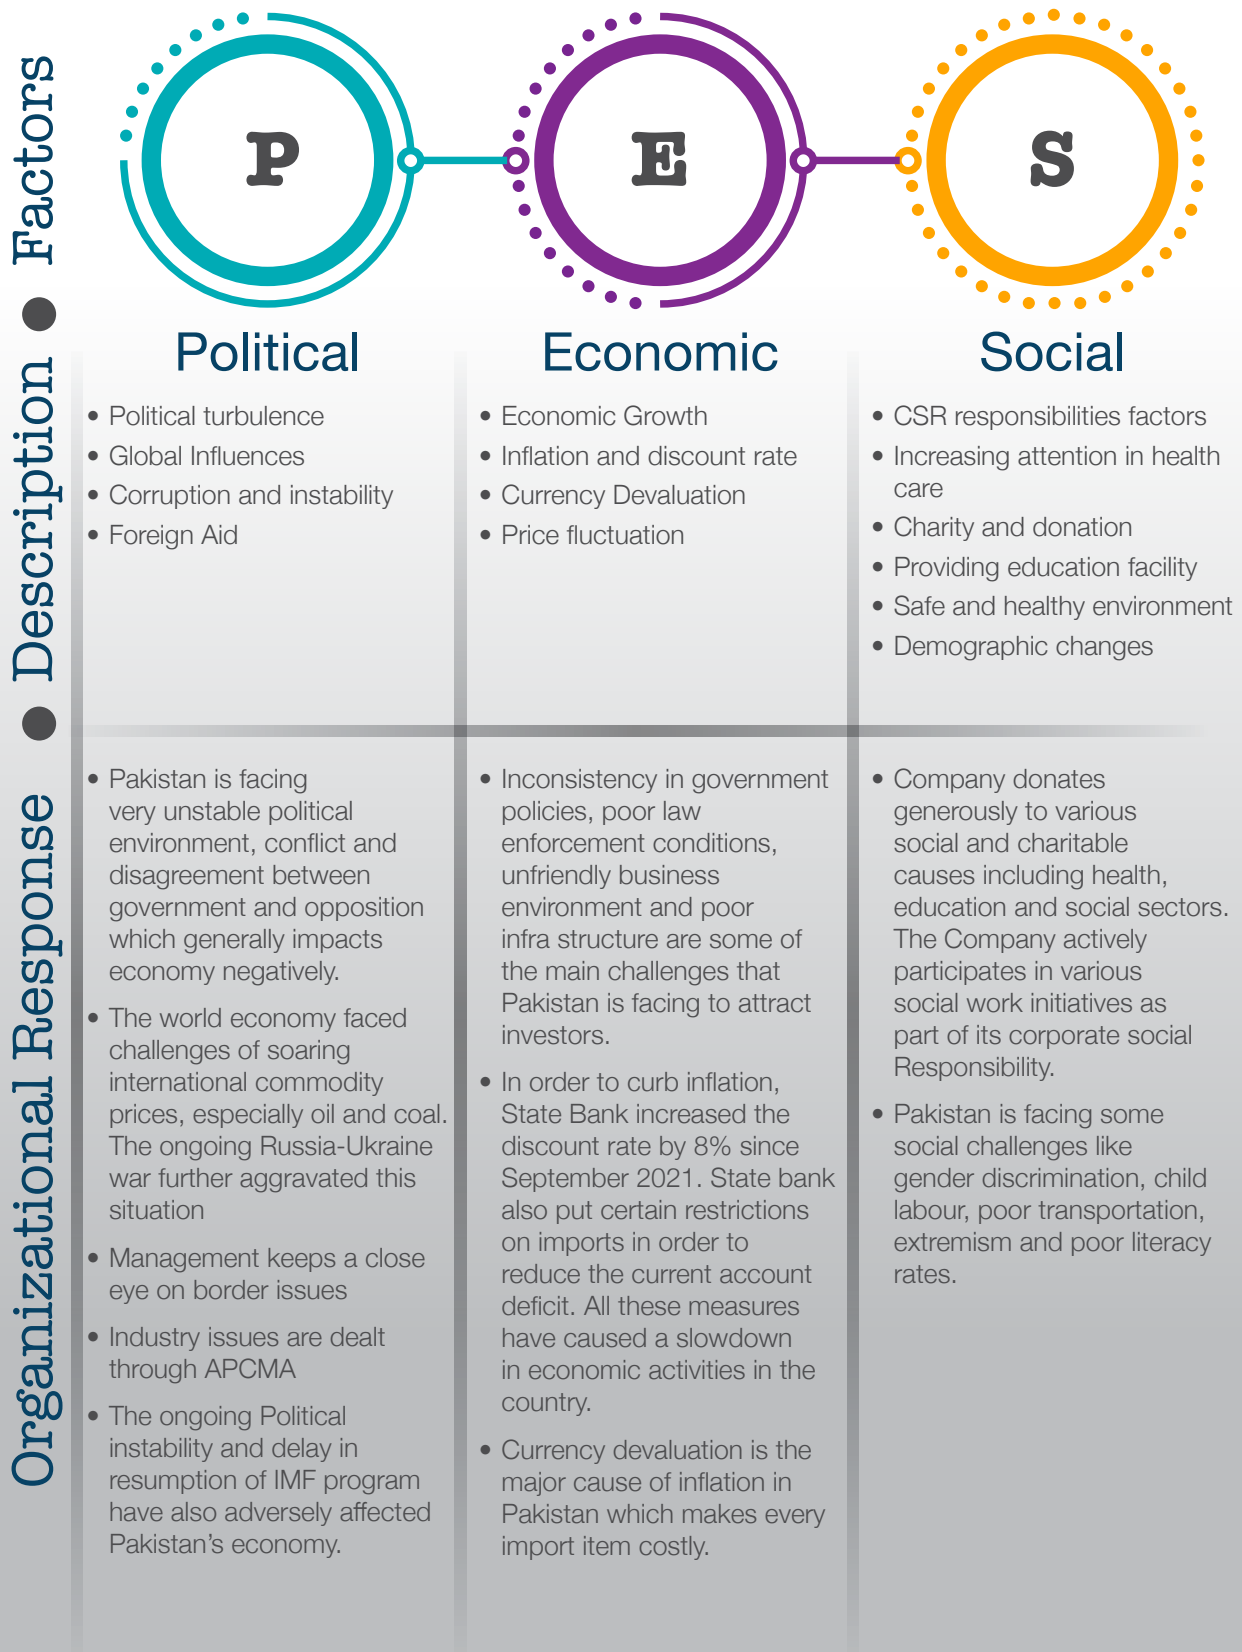 Factors
P
E
S
Political
Economic
Social
Description
• Political turbulence
• Global Influences
• Corruption and instability
• Foreign Aid
• Economic Growth
• Inflation and discount rate
• Currency Devaluation
• Price fluctuation
• CSR responsibilities factors
• Increasing attention in health
care
• Charity and donation
• Providing education facility
• Safe and healthy environment
• Demographic changes
Organizational Response
• Pakistan is facing
very unstable political
environment, conflict and
disagreement between
government and opposition
which generally impacts
economy negatively.
• The world economy faced
challenges of soaring
international commodity
prices, especially oil and coal.
The ongoing Russia-Ukraine
war further aggravated this
situation
• Management keeps a close
eye on border issues
• Industry issues are dealt
through APCMA
• The ongoing Political
instability and delay in
resumption of IMF program
have also adversely affected
Pakistan’s economy.
• Inconsistency in government
policies, poor law
enforcement conditions,
unfriendly business
environment and poor
infra structure are some of
the main challenges that
Pakistan is facing to attract
investors.
• In order to curb inflation,
State Bank increased the
discount rate by 8% since
September 2021. State bank
also put certain restrictions
on imports in order to
reduce the current account
deficit. All these measures
have caused a slowdown
in economic activities in the
country.
• Currency devaluation is the
major cause of inflation in
Pakistan which makes every
import item costly.
• Company donates
generously to various
social and charitable
causes including health,
education and social sectors.
The Company actively
participates in various
social work initiatives as
part of its corporate social
Responsibility.
• Pakistan is facing some
social challenges like
gender discrimination, child
labour, poor transportation,
extremism and poor literacy
rates.